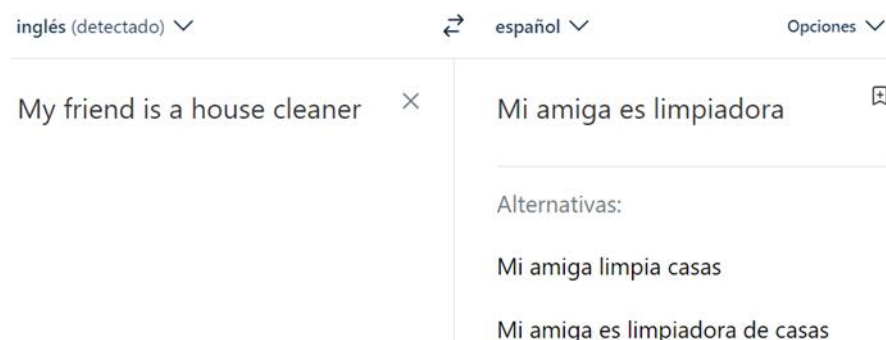 inglés (detectado)
español
Opciones
My friend is a house cleaner
Mi amiga es limpiadora
Alternativas:
Mi amiga limpia casas
Mi amiga es limpiadora de casas